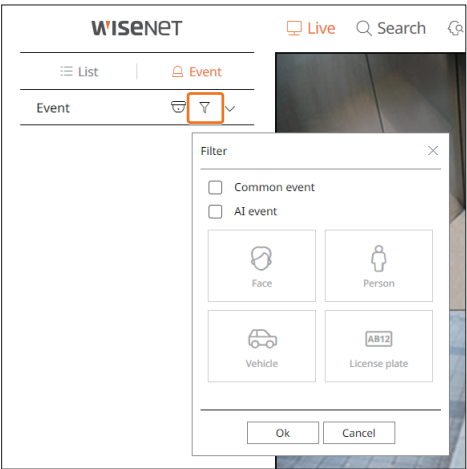 WISENET
Live Search
List Event
Event
Filter
Common event
AI event
Face Person
AB12
Vehicle License plate
Ok Cancel